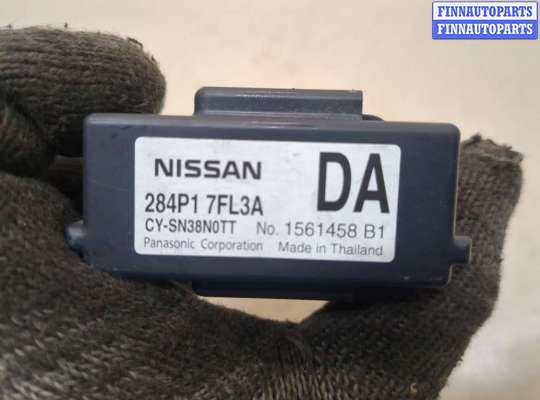 FINNAUTOPARTS
FINNAUTOPARTS
NISSAN DA
284P1 7FL3A
CY-SN38N0TT No. 1561458 B1
Panasonic Corporation Made in Thailand